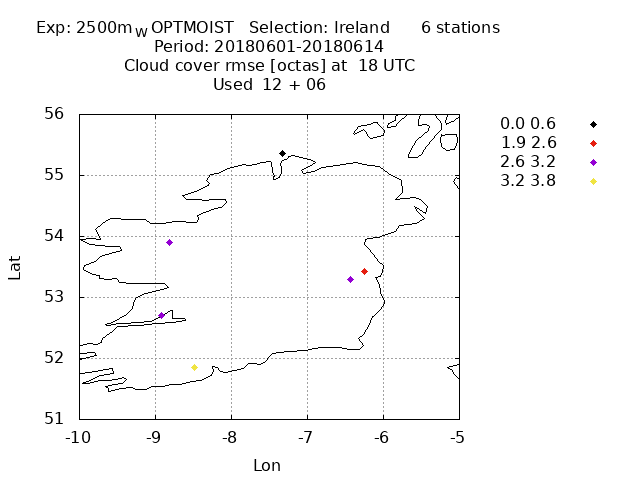 Exp: 2500m_W OPTMOIST Selection: Ireland 6 stations
Period: 20180601-20180614
Cloud cover rmse [octas] at 18 UTC
Used 12 + 06
0.0 0.6
1.9 2.6
2.6 3.2
3.2 3.8
56
55
54
53
52
51
Lat
-10 -9 -8 -7 -6 -5
Lon